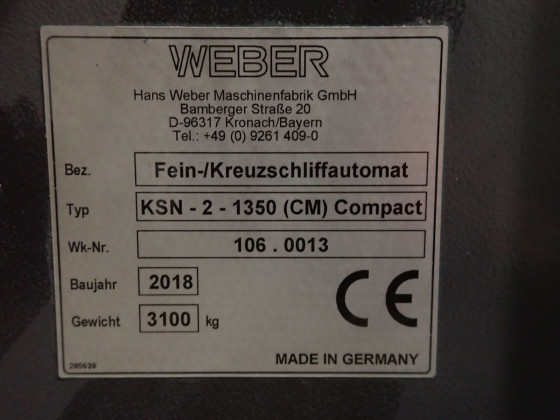 WEBER
Hans Weber Maschinenfabrik GmbH
Bamberger Straße 20
D-96317 Kronach/Bayern
Tel.: +49 (0) 9261 409-0
Bez. Fein-/Kreuzschliffautomat
Typ KSN - 2 - 1350 (CM) Compact
Wk-Nr. 106 . 0013
Baujahr 2018
Gewicht 3100 kg
CE
285639
MADE IN GERMANY